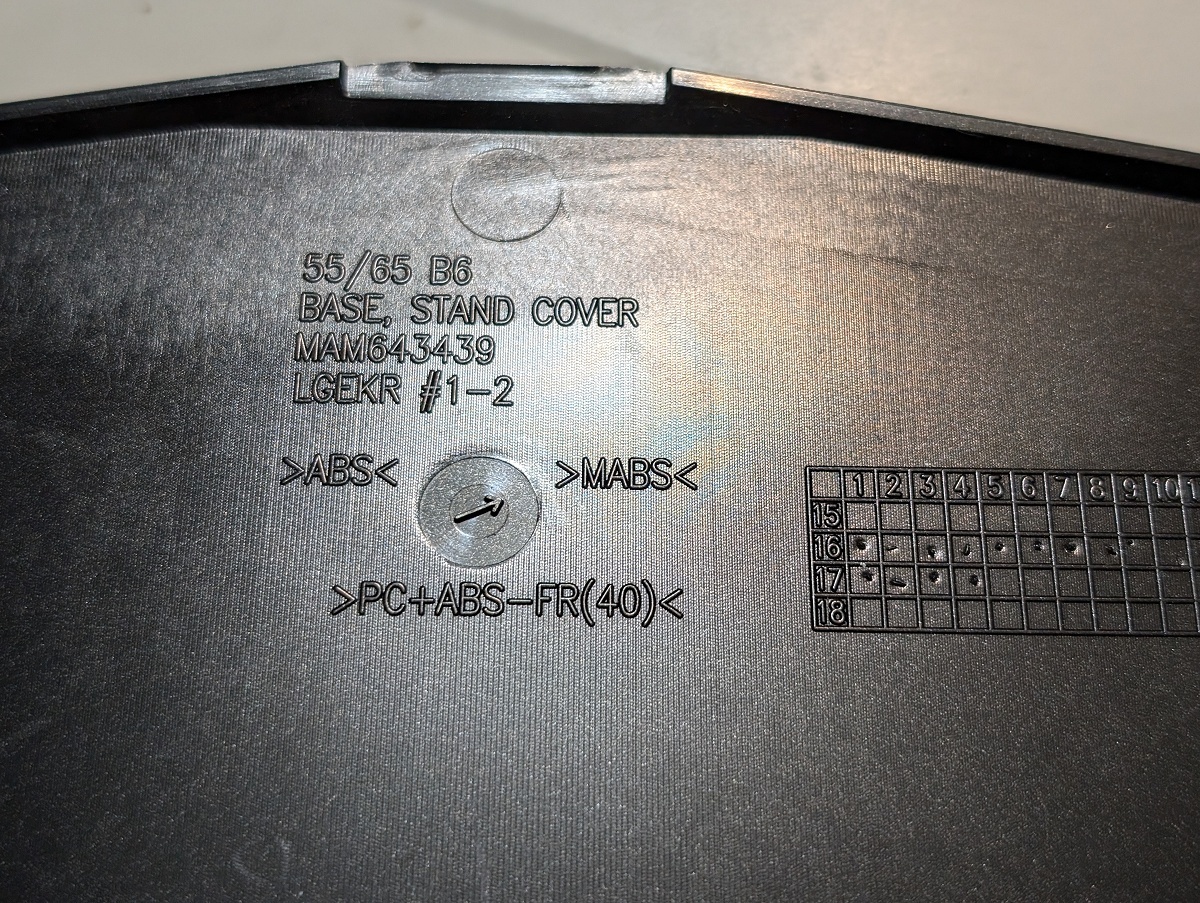 55/65 B6
BASE, STAND COVER
MAM643439
LGEKR #1-2
>ABS< >MABS<
>PC+ABS-FR(40)<
1 2 3 4 5 6 7 8 9 10
15
16
17
18